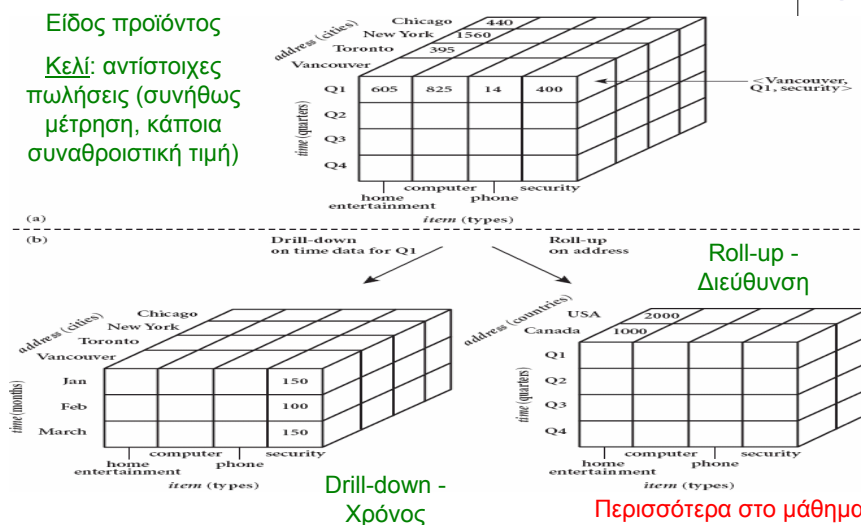 Είδος προϊόντος
Κελί: αντίστοιχες
πωλήσεις (συνήθως
μέτρηση, κάποια
συναθροιστική τιμή)
address (cities)
Chicago
New York
Toronto
Vancouver
440
1560
395
time (quarters)
Q1 605 825 14 400
Q2
Q3
Q4
<Vancouver,
Q1, security>
computer security
home phone
entertainment
item (types)
(a)
(b)
Drill-down
on time data for Q1
Roll-up
on address
Roll-up -
Διεύθυνση
address (cities)
Chicago
New York
Toronto
Vancouver
time (months)
Jan 150
Feb 100
March 150
computer security
home phone
entertainment
item (types)
Drill-down -
Χρόνος
address (countries)
USA 2000
Canada 1000
time (quarters)
Q1
Q2
Q3
Q4
computer security
home phone
entertainment
item (types)
Περισσότερα στο μάθημα